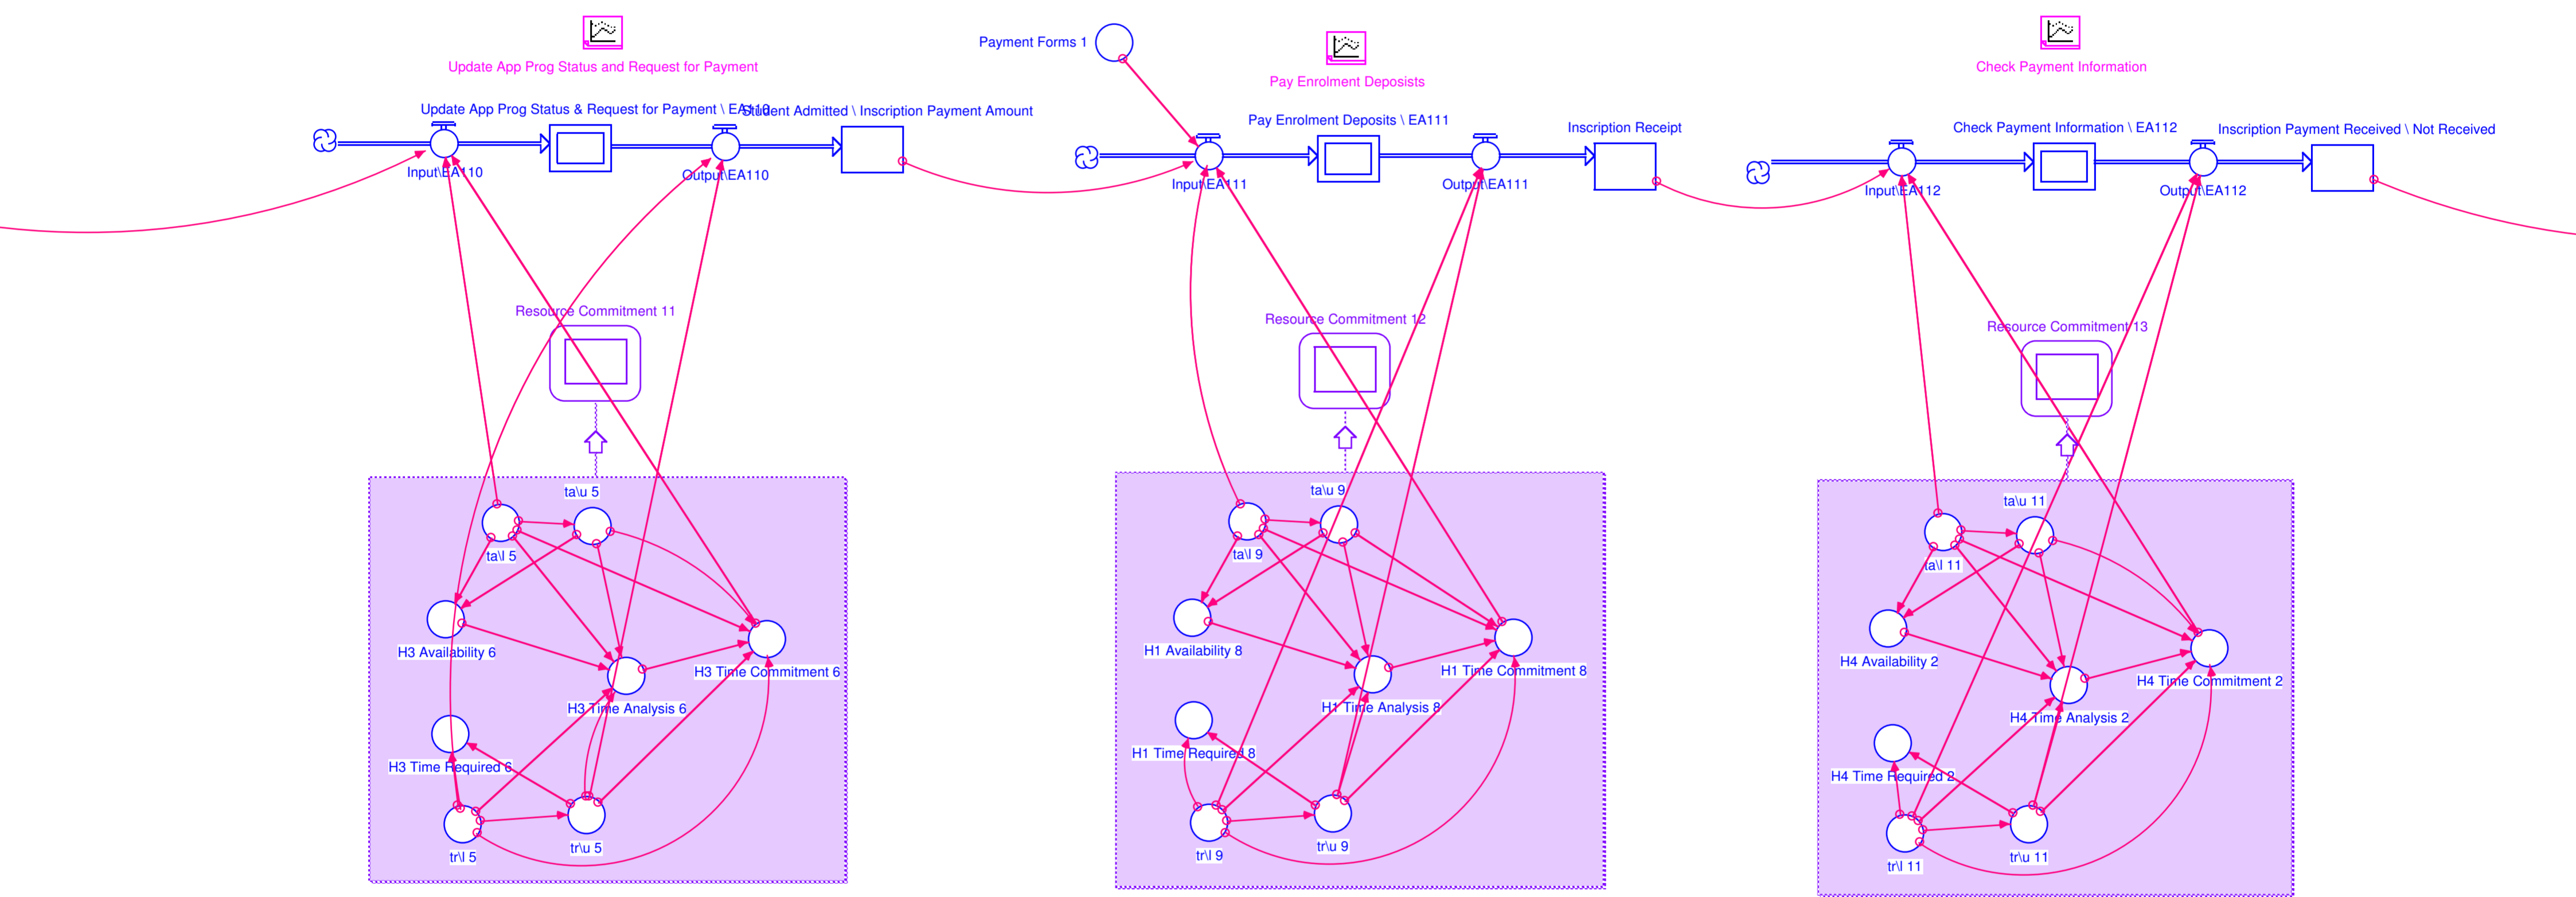 Update App Prog Status and Request for Payment
Update App Prog Status & Request for Payment \ EA110
Student Admitted \ Inscription Payment Amount
Input\EA110
Output\EA110
Resource Commitment 11
ta\u 5
ta\l 5
H3 Availability 6
H3 Time Commitment 6
H3 Time Analysis 6
H3 Time Required 6
tr\u 5
tr\l 5
Payment Forms 1
Pay Enrolment Deposists
Pay Enrolment Deposits \ EA111
Inscription Receipt
Input\EA111
Output\EA111
Resource Commitment 12
ta\u 9
ta\l 9
H1 Availability 8
H1 Time Commitment 8
H1 Time Analysis 8
H1 Time Required 8
tr\u 9
tr\l 9
Check Payment Information
Check Payment Information \ EA112
Inscription Payment Received \ Not Received
Input\EA112
Output\EA112
Resource Commitment 13
ta\u 11
ta\l 11
H4 Availability 2
H4 Time Commitment 2
H4 Time Analysis 2
H4 Time Required 2
tr\u 11
tr\l 11